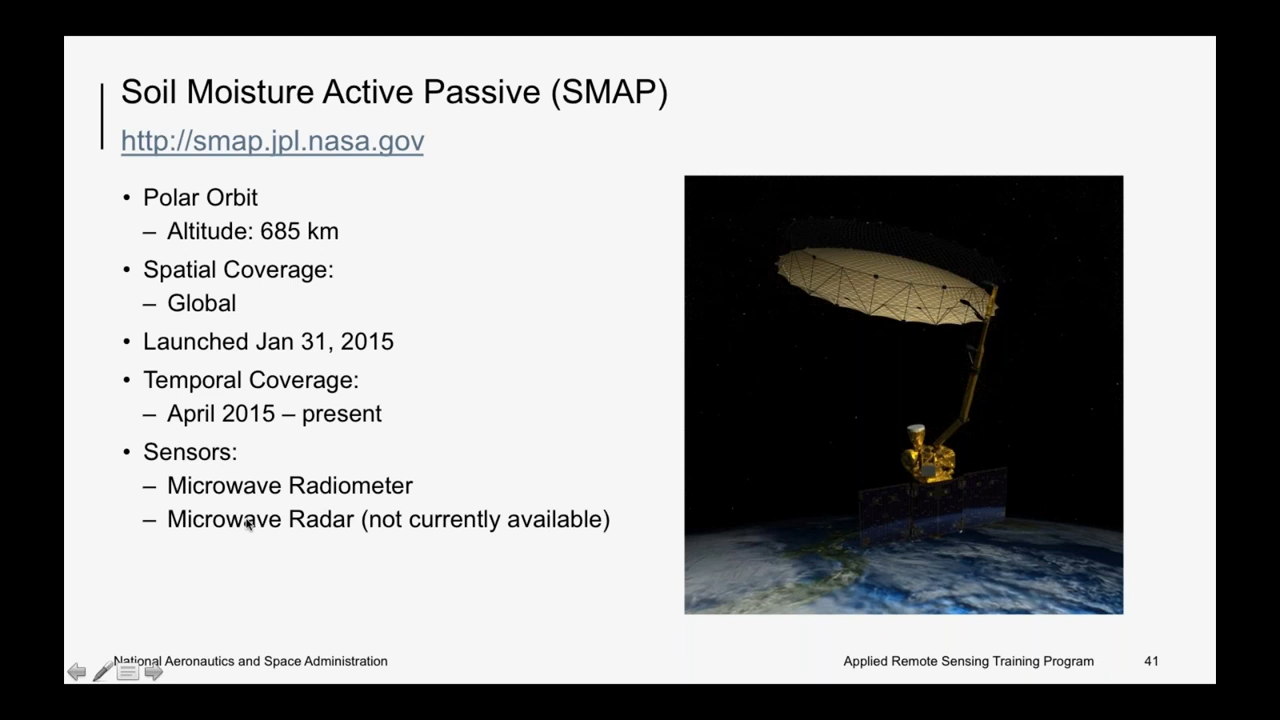 Soil Moisture Active Passive (SMAP)
http://smap.jpl.nasa.gov
• Polar Orbit
– Altitude: 685 km
• Spatial Coverage:
– Global
• Launched Jan 31, 2015
• Temporal Coverage:
– April 2015 – present
• Sensors:
– Microwave Radiometer
– Microwave Radar (not currently available)
National Aeronautics and Space Administration
Applied Remote Sensing Training Program
41